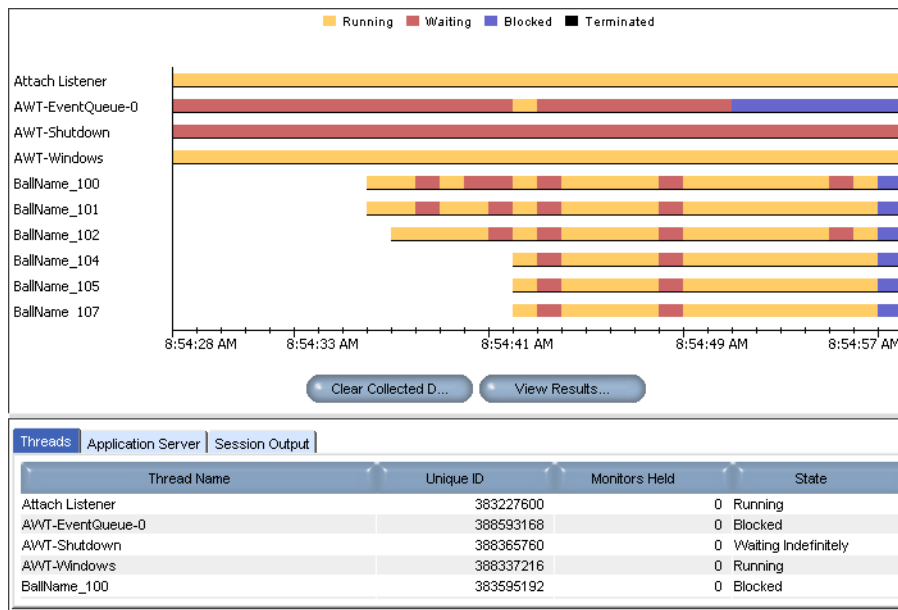 Running Waiting Blocked Terminated
Attach Listener
AWT-EventQueue-0
AWT-Shutdown
AWT-Windows
BallName_100
BallName_101
BallName_102
BallName_104
BallName_105
BallName 107
8:54:28 AM 8:54:33 AM 8:54:41 AM 8:54:49 AM 8:54:57 AM
Clear Collected D... View Results...
Threads Application Server Session Output
Thread Name Unique ID Monitors Held State
Attach Listener 383227600 0 Running
AWT-EventQueue-0 388593168 0 Blocked
AWT-Shutdown 388365760 0 Waiting Indefinitely
AWT-Windows 388337216 0 Running
BallName_100 383595192 0 Blocked